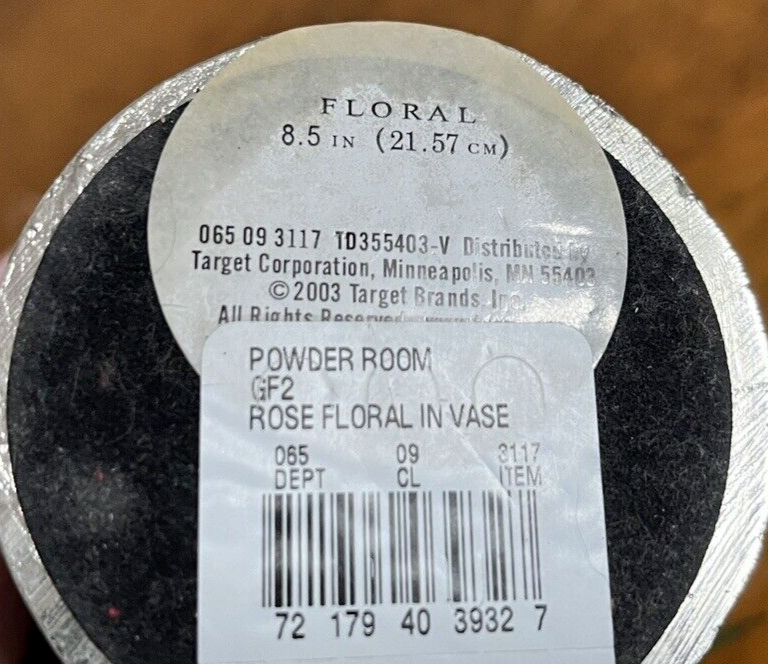 FLORAL
8.5 IN (21.57 CM)
065 09 3117 TD355403-V Distributed By
Target Corporation, Minneapolis, MN 55403
©2003 Target Brands, Inc.
All Rights Reserved
POWDER ROOM
GF2
ROSE FLORAL IN VASE
065 09 3117
DEPT CL ITEM
72 179 40 3932 7